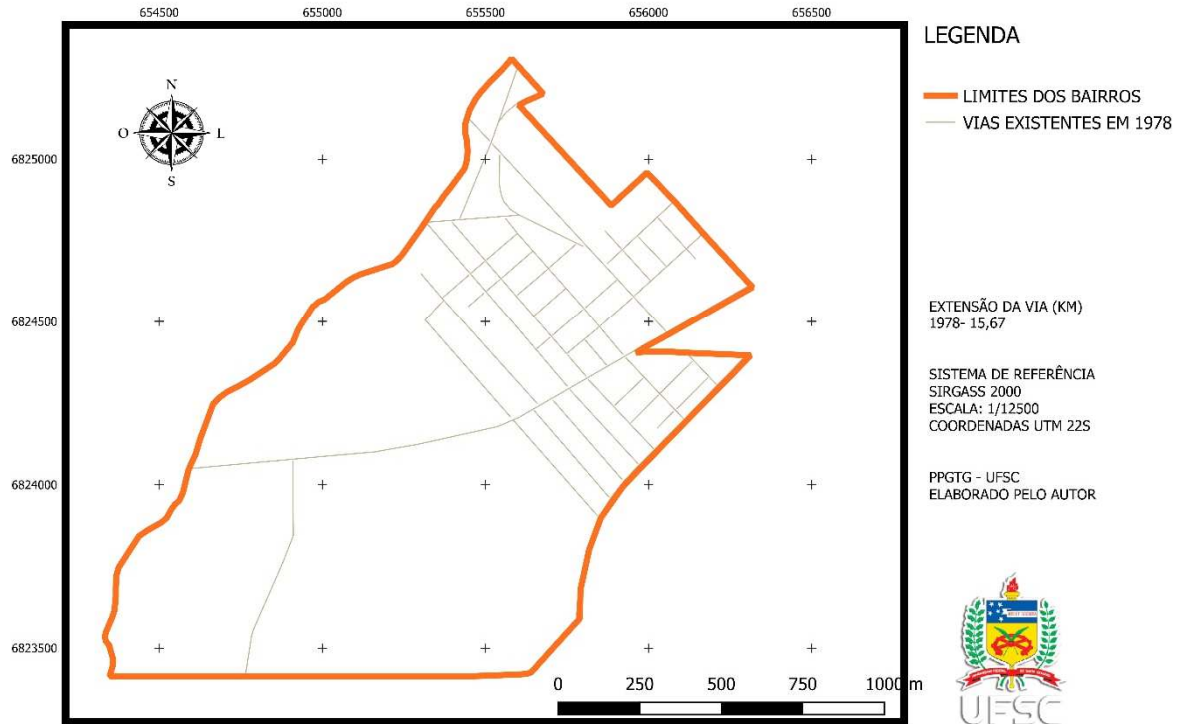 654500 655000 655500 656000 656500
LEGENDA
LIMITES DOS BAIRROS
VIAS EXISTENTES EM 1978
N
O L
S
6825000
6824500
6824000
6823500
EXTENSÃO DA VIA (KM)
1978- 15,67
SISTEMA DE REFERÊNCIA
SIRGASS 2000
ESCALA: 1/12500
COORDENADAS UTM 22S
PPGTG - UFSC
ELABORADO PELO AUTOR
0 250 500 750 1000 m
UFSC